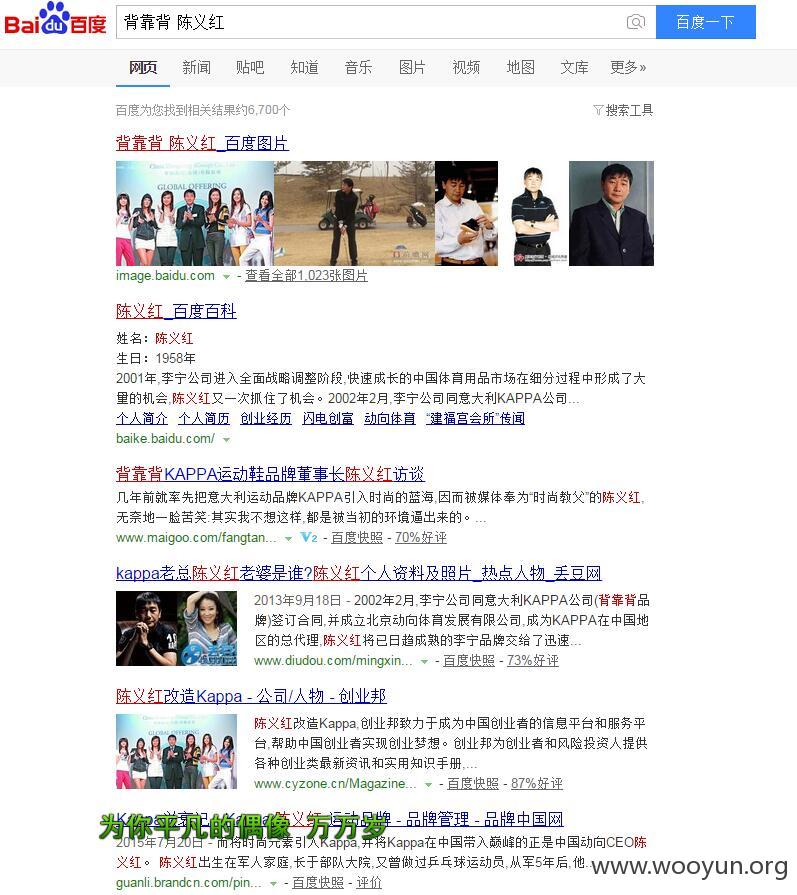 Bai du 百度
背靠背 陈义红
百度一下
网页 新闻 贴吧 知道 音乐 图片 视频 地图 文库 更多»
百度为您找到相关结果约6,700个
搜索工具
背靠背 陈义红_百度图片
GLOBAL OFFERING
image.baidu.com - 查看全部1,023张图片
陈义红_百度百科
姓名：陈义红
生日：1958年
2001年,李宁公司进入全面战略调整阶段,快速成长的中国体育用品市场在细分过程中形成了大
量的机会,陈义红又一次抓住了机会。2002年2月,李宁公司同意大利KAPPA公司...
个人简介 个人简历 创业经历 闪电创富 动向体育 “建福宫会所”传闻
baike.baidu.com/
背靠背KAPPA运动鞋品牌董事长陈义红访谈
几年前就率先把意大利运动品牌KAPPA引入时尚的蓝海,因而被媒体奉为“时尚教父”的陈义红,
无奈地一脸苦笑:其实我不想这样,都是被当初的环境逼出来的。...
www.maigoo.com/fangtan... V2 - 百度快照 - 70%好评
kappa老总陈义红老婆是谁?陈义红个人资料及照片_热点人物_丢豆网
2013年9月18日 - 2002年2月,李宁公司同意大利KAPPA公司(背靠背品
牌)签订合同,并成立北京动向体育发展有限公司,成为KAPPA在中国地
区的总代理,陈义红将已日趋成熟的李宁品牌交给了迅速...
www.diudou.com/mingxin... - 百度快照 - 73%好评
陈义红改造Kappa - 公司/人物 - 创业邦
陈义红改造Kappa,创业邦致力于成为中国创业者的信息平台和服务平
台,帮助中国创业者实现创业梦想。创业邦为创业者和风险投资人提供
各种创业类最新资讯和实用知识手册,...
www.cyzone.cn/Magazine... - 百度快照 - 87%好评
陈义红_运动品牌 - 品牌管理 - 品牌中国网
为你平凡的偶像 万万岁
2015年7月20日 - 而将时尚元素引入Kappa,并将Kappa在中国带入巅峰的正是中国动向CEO陈
义红。 陈义红出生在军人家庭,长于部队大院,又曾做过乒乓球运动员,从军5年后,他...
www.wooyun.org
guanli.brandcn.com/pin... - 百度快照 - 评价